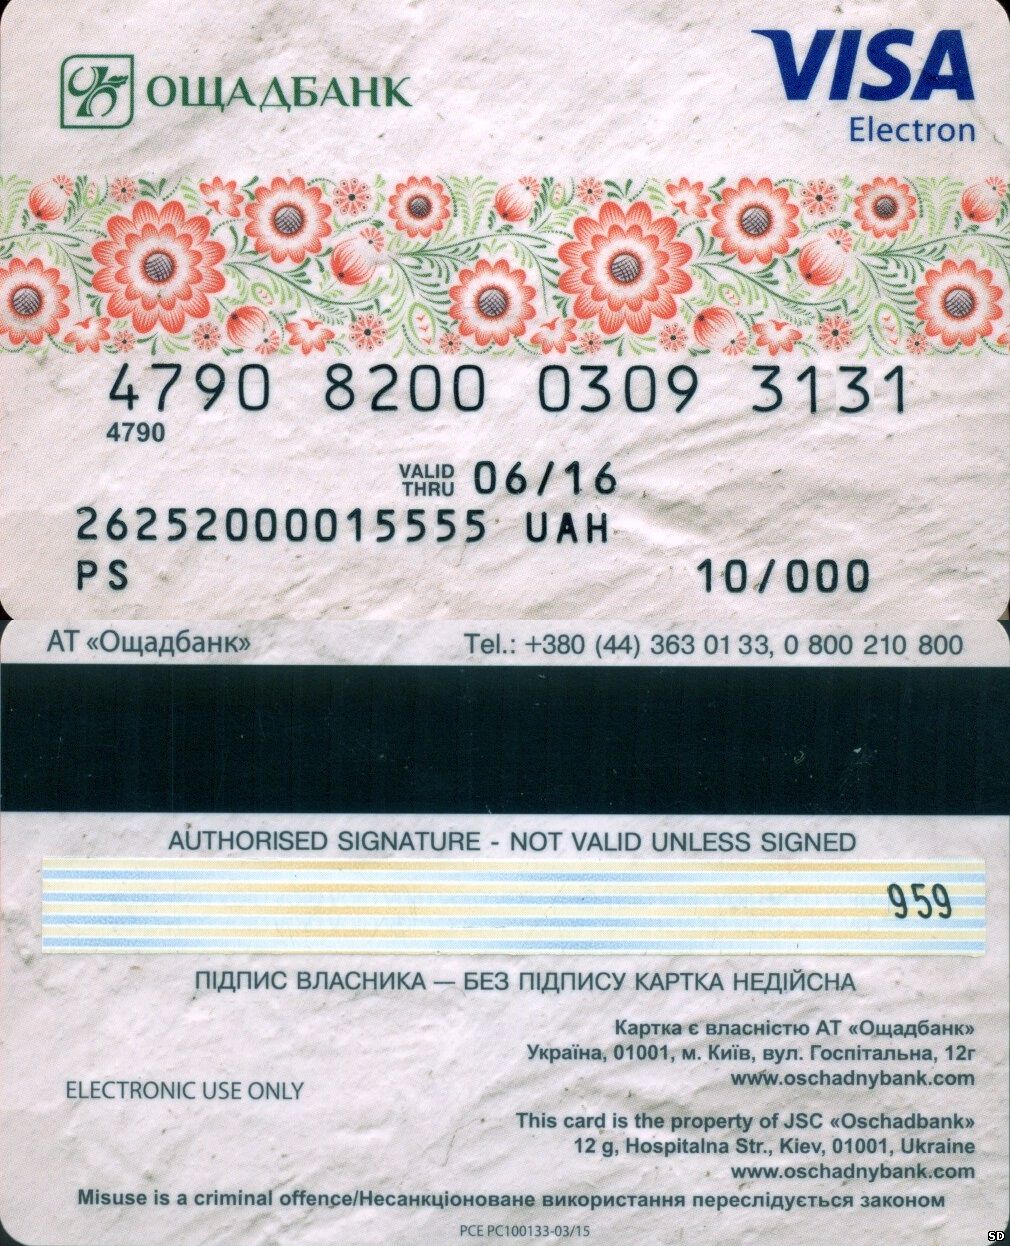 ОЩАДБАНК
VISA
Electron
4790 8200 0309 3131
4790
VALID THRU 06/16
26252000015555 UAH
PS 10/000
АТ «Ощадбанк» Tel.: +380 (44) 363 01 33, 0 800 210 800
AUTHORISED SIGNATURE - NOT VALID UNLESS SIGNED
959
ПІДПИС ВЛАСНИКА — БЕЗ ПІДПИСУ КАРТКА НЕДІЙСНА
Картка є власністю АТ «Ощадбанк»
Україна, 01001, м. Київ, вул. Госпітальна, 12г
www.oschadnybank.com
ELECTRONIC USE ONLY
This card is the property of JSC «Oschadbank»
12 g, Hospitalna Str., Kiev, 01001, Ukraine
www.oschadnybank.com
Misuse is a criminal offence/Несанкціоноване використання переслідується законом
PCE PC100133-03/15
SD